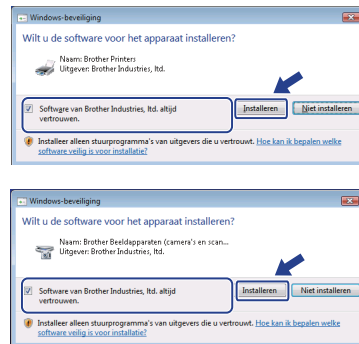 Windows-beveiliging
Wilt u de software voor het apparaat installeren?
Naam: Brother Printers
Uitgever: Brother Industries, ltd.
Software van Brother Industries, ltd. altijd
vertrouwen.
Installeren
Niet installeren
Installeer alleen stuurprogramma's van uitgevers die u vertrouwt. Hoe kan ik bepalen welke
software veilig is voor installatie?
Windows-beveiliging
Wilt u de software voor het apparaat installeren?
Naam: Brother Beeldapparaten (camera's en scan...
Uitgever: Brother Industries, ltd.
Software van Brother Industries, ltd. altijd
vertrouwen.
Installeren
Niet installeren
Installeer alleen stuurprogramma's van uitgevers die u vertrouwt. Hoe kan ik bepalen welke
software veilig is voor installatie?